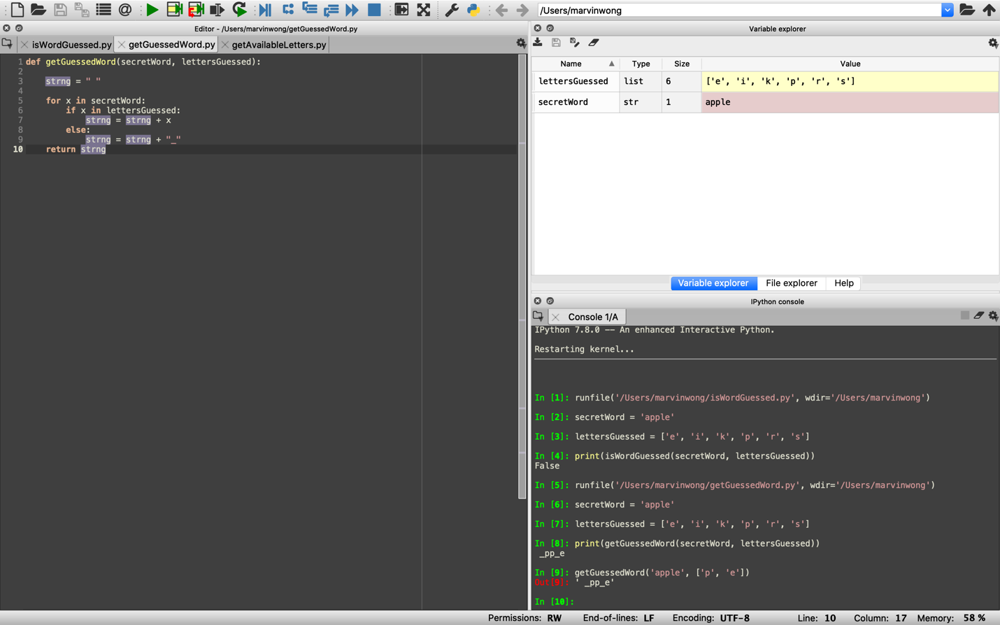 /Users/marvinwong
Editor - /Users/marvinwong/getGuessedWord.py
isWordGuessed.py
getGuessedWord.py
getAvailableLetters.py
1 def getGuessedWord(secretWord, lettersGuessed):
2
3 strng = " "
4
5 for x in secretWord:
6 if x in lettersGuessed:
7 strng = strng + x
8 else:
9 strng = strng + "_"
10 return strng
Variable explorer
Name Type Size Value
lettersGuessed list 6 ['e', 'i', 'k', 'p', 'r', 's']
secretWord str 1 apple
Variable explorer File explorer Help
IPython console
Console 1/A
IPython 7.8.0 -- An enhanced Interactive Python.
Restarting kernel...
In [1]: runfile('/Users/marvinwong/isWordGuessed.py', wdir='/Users/marvinwong')
In [2]: secretWord = 'apple'
In [3]: lettersGuessed = ['e', 'i', 'k', 'p', 'r', 's']
In [4]: print(isWordGuessed(secretWord, lettersGuessed))
False
In [5]: runfile('/Users/marvinwong/getGuessedWord.py', wdir='/Users/marvinwong')
In [6]: secretWord = 'apple'
In [7]: lettersGuessed = ['e', 'i', 'k', 'p', 'r', 's']
In [8]: print(getGuessedWord(secretWord, lettersGuessed))
_pp_e
In [9]: getGuessedWord('apple', ['p', 'e'])
Out[9]: ' _pp_e'
In [10]:
Permissions: RW End-of-lines: LF Encoding: UTF-8 Line: 10 Column: 17 Memory: 58 %